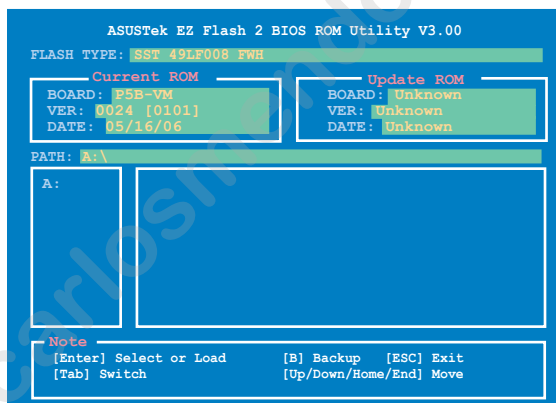 ASUSTek EZ Flash 2 BIOS ROM Utility V3.00
FLASH TYPE: SST 49LF008 FWH
Current ROM
BOARD: P5B-VM
VER: 0024 [0101]
DATE: 05/16/06
Update ROM
BOARD: Unknown
VER: Unknown
DATE: Unknown
PATH: A:\
A:
Note
[Enter] Select or Load [B] Backup [ESC] Exit
[Tab] Switch [Up/Down/Home/End] Move